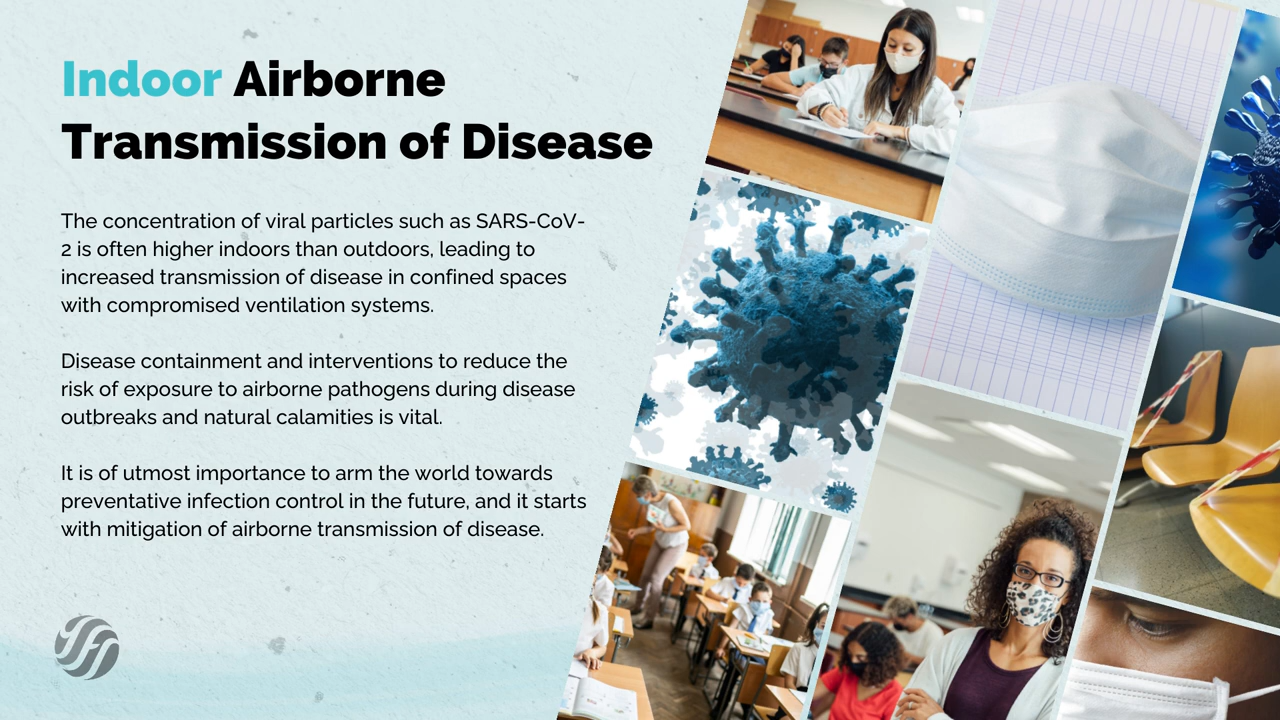 Indoor Airborne
Transmission of Disease
The concentration of viral particles such as SARS-CoV-
2 is often higher indoors than outdoors, leading to
increased transmission of disease in confined spaces
with compromised ventilation systems.
Disease containment and interventions to reduce the
risk of exposure to airborne pathogens during disease
outbreaks and natural calamities is vital.
It is of utmost importance to arm the world towards
preventative infection control in the future, and it starts
with mitigation of airborne transmission of disease.